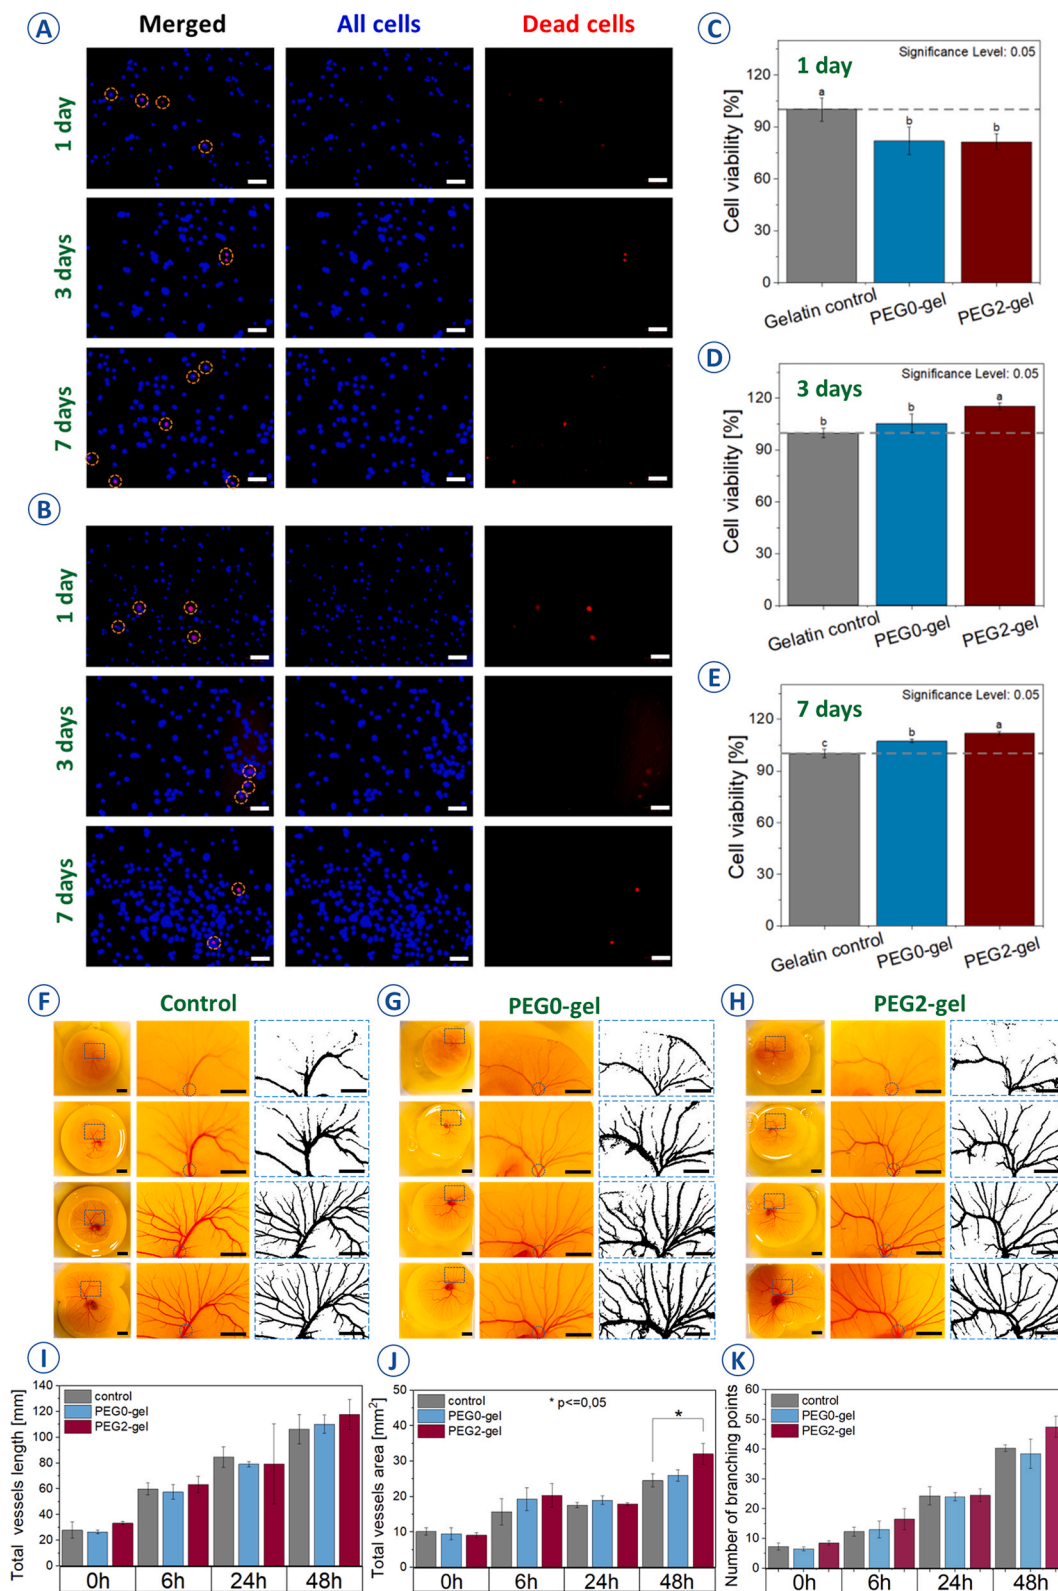 A
Merged
All cells
Dead cells
1 day
3 days
7 days
B
1 day
3 days
7 days
C
1 day
Significance Level: 0.05
Cell viability [%]
120
90
60
30
0
a
b
b
Gelatin control
PEG0-gel
PEG2-gel
D
3 days
Significance Level: 0.05
Cell viability [%]
120
90
60
30
0
b
b
a
Gelatin control
PEG0-gel
PEG2-gel
E
7 days
Significance Level: 0.05
Cell viability [%]
120
90
60
30
0
c
b
a
Gelatin control
PEG0-gel
PEG2-gel
F
Control
G
PEG0-gel
H
PEG2-gel
I
Total vessels length [mm]
140
120
100
80
60
40
20
0
control
PEG0-gel
PEG2-gel
0h
6h
24h
48h
J
Total vessels area [mm²]
50
40
30
20
10
0
control
PEG0-gel
PEG2-gel
* p<=0,05
*
0h
6h
24h
48h
K
Number of branching points
60
50
40
30
20
10
0
control
PEG0-gel
PEG2-gel
0h
6h
24h
48h